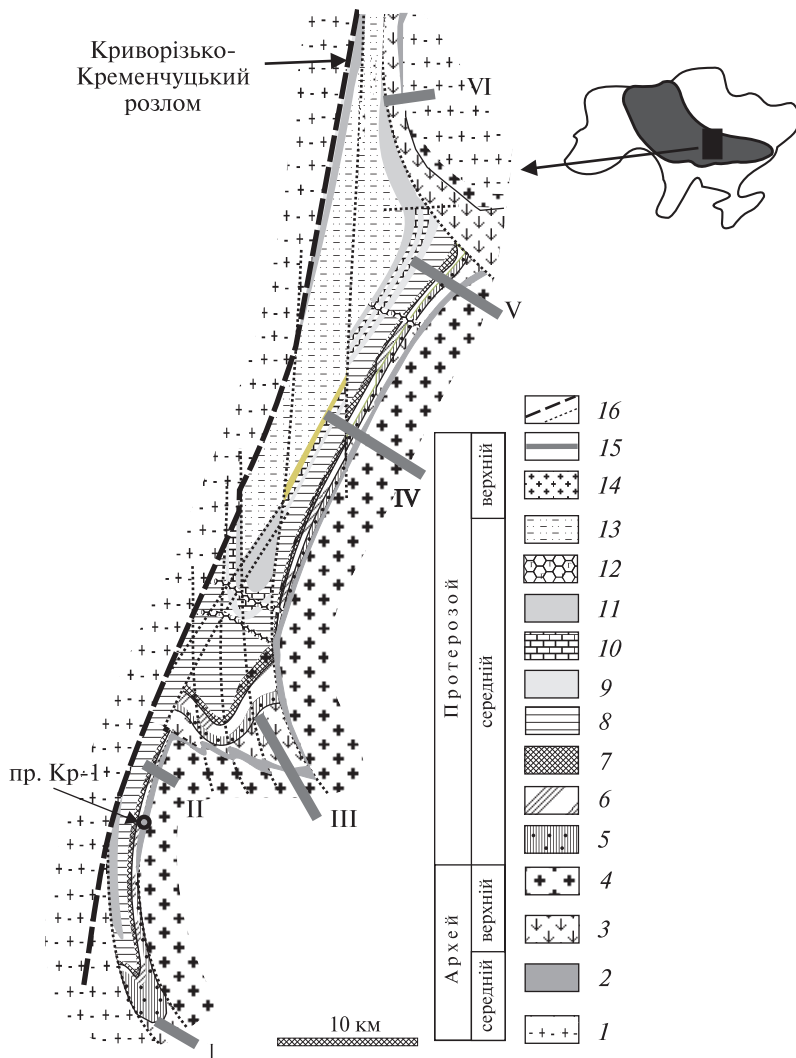 Криворізько-
Кременчуцький
розлом
VI
V
IV
пр. Кр-1
II
III
I
10 км
Протерозой
верхній
середній
Архей
верхній
середній
16
15
14
13
12
11
10
9
8
7
6
5
4
3
2
1